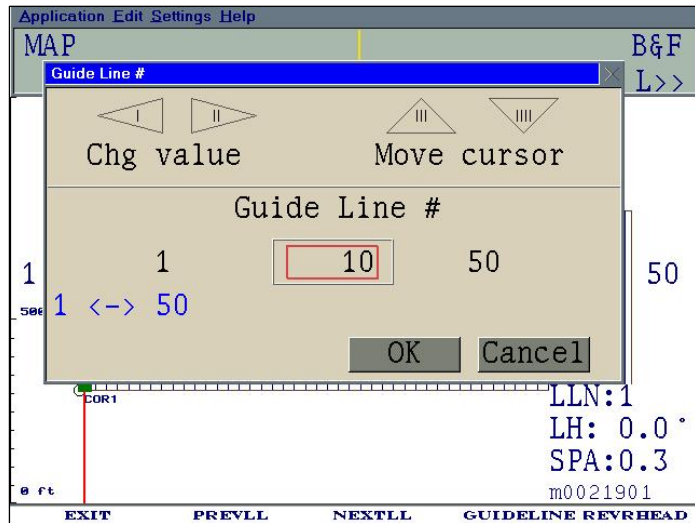 Application Edit Settings Help
MAP B&F
L>>
Guide Line #
I II III IIII
Chg value Move cursor
Guide Line #
1 10 50
1 50
1 <-> 50
500
COR1
LLN:1
LH: 0.0°
SPA:0.3
0 ft m0021901
EXIT PREVLL NEXTLL GUIDELINE REVRHEAD